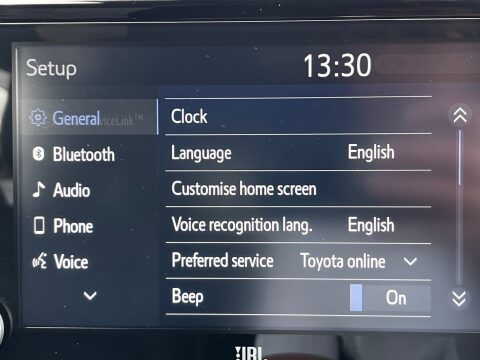 Setup 13:30
General
Bluetooth
Audio
Phone
Voice
Clock
Language English
Customise home screen
Voice recognition lang. English
Preferred service Toyota online
Beep On
JBL